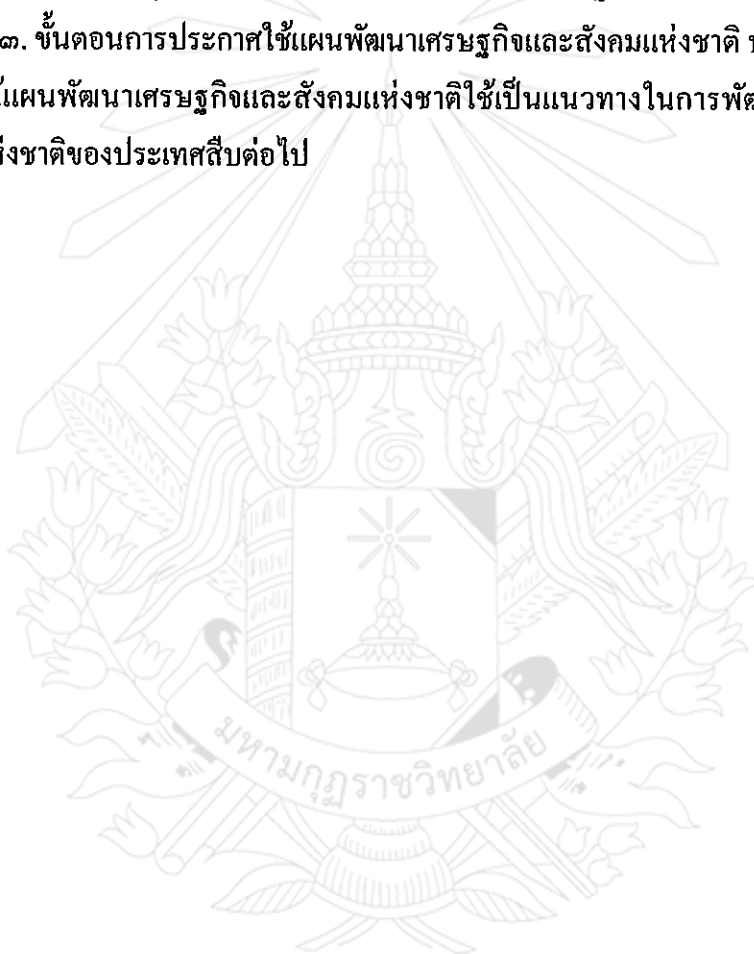 ๓. ขั้นตอนการประกาศใช้แผนพัฒนาเศรษฐกิจและสังคมแห่งชาติ
แผนพัฒนาเศรษฐกิจและสังคมแห่งชาติใช้เป็นแนวทางในการพัฒ
งชาติของประเทศสืบต่อไป
มหามกุฏราชวิทยาลัย